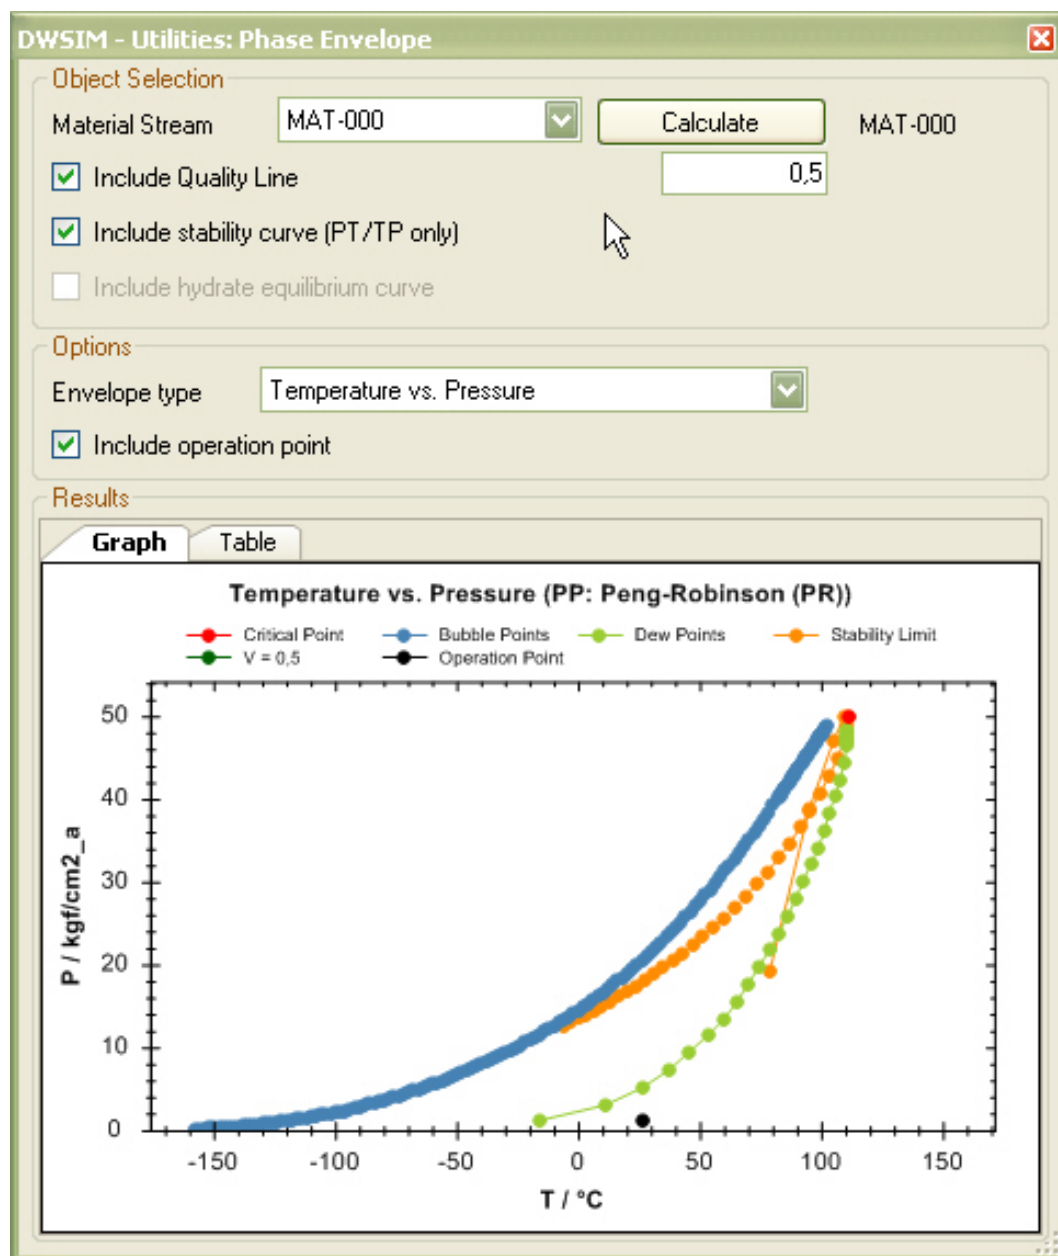 DWSIM - Utilities: Phase Envelope
Object Selection
Material Stream MAT-000 Calculate MAT-000
Include Quality Line 0,5
Include stability curve (PT/TP only)
Include hydrate equilibrium curve
Options
Envelope type Temperature vs. Pressure
Include operation point
Results
Graph Table
Temperature vs. Pressure (PP: Peng-Robinson (PR))
Critical Point Bubble Points Dew Points Stability Limit
V = 0,5 Operation Point
50
40
30
20
10
0
P / kgf/cm2_a
-150 -100 -50 0 50 100 150
T / °C